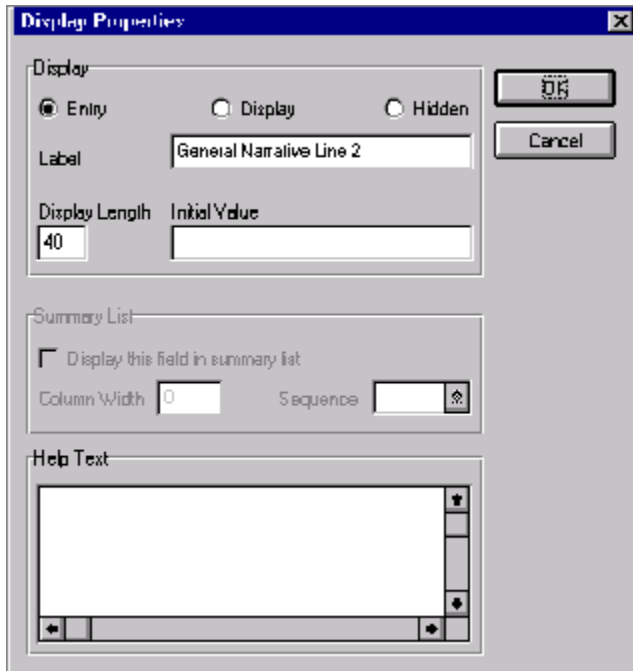 Display Properties
Display
Entry Display Hidden
OK
Label General Narrative Line 2
Cancel
Display Length Initial Value
40
Summary List
Display this field in summary list
Column Width 0 Sequence
Help Text